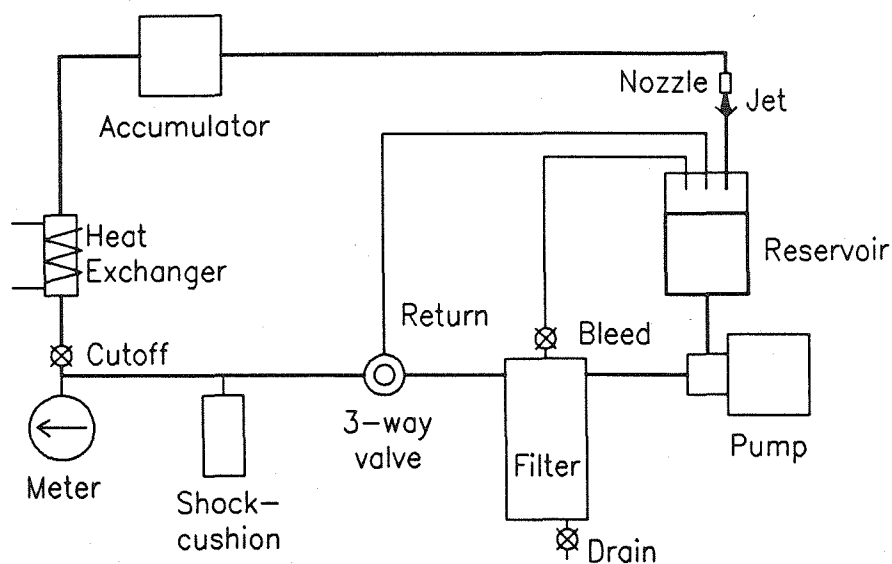 Nozzle
Jet
Accumulator
Heat
Exchanger
Reservoir
Return
Cutoff
Bleed
3-way
valve
Filter
Pump
Meter
Shock-
cushion
Drain